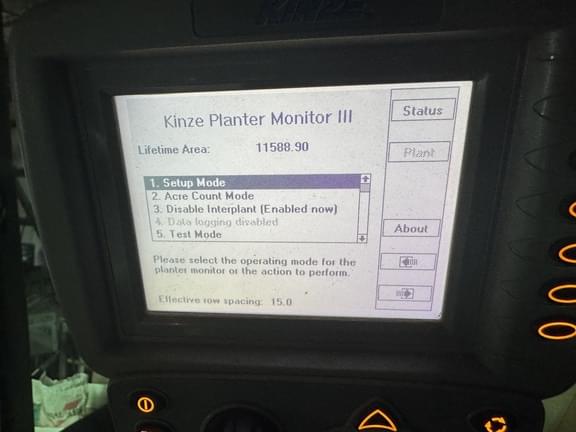 KINZE
Kinze Planter Monitor III
Lifetime Area: 11588.90
1. Setup Mode
2. Acre Count Mode
3. Disable Interplant (Enabled now)
4. Data logging disabled
5. Test Mode
Please select the operating mode for the
planter monitor or the action to perform.
Effective row spacing: 15.0
Status
Plant
About